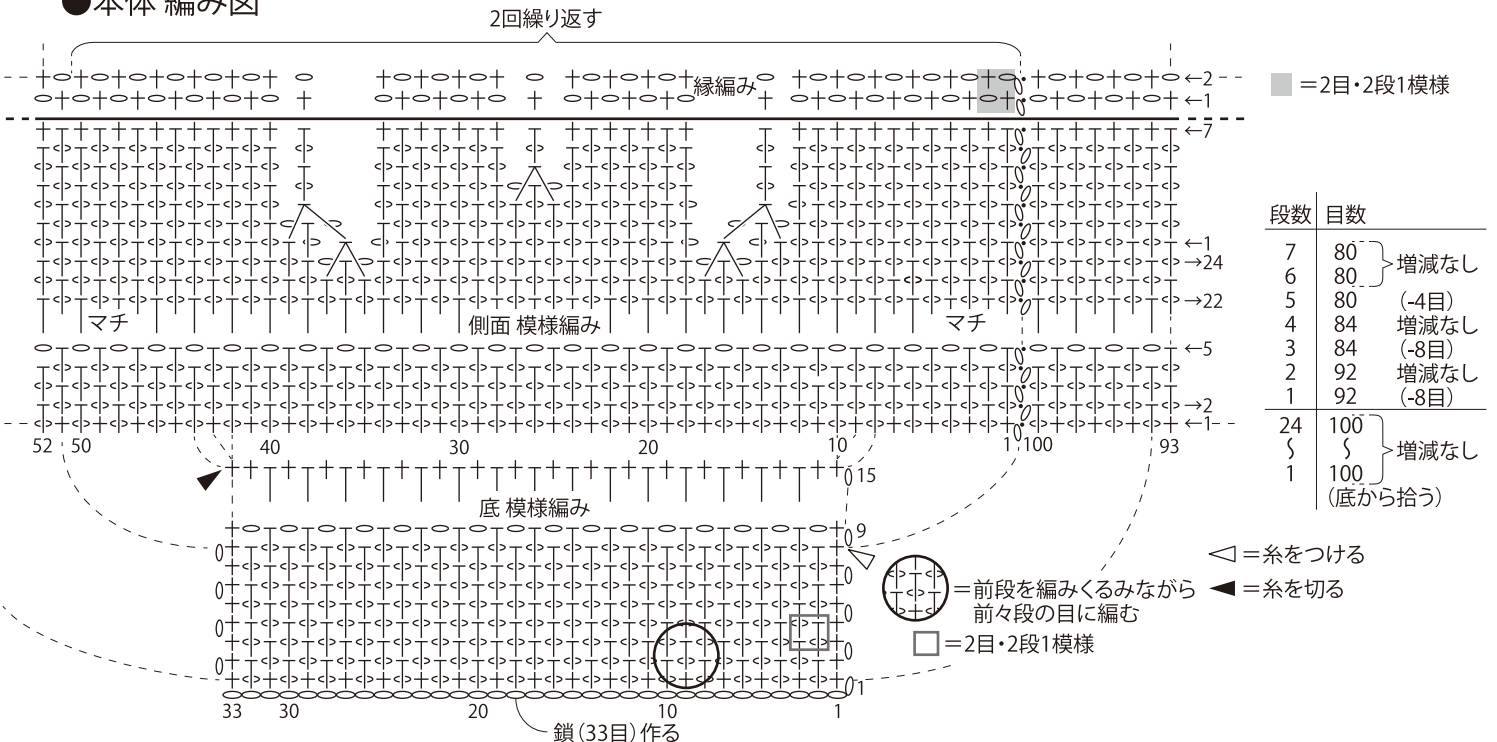 ●本体 編み図
2回繰り返す
縁編み
←2
←1
←7
←1
→24
→22
マチ
側面 模様編み
マチ
←5
→2
←1
52 50 40 30 20 10 1 100 93
15
底 模様編み
9
1
33 30 20 10 1
鎖(33目)作る
＝2目・2段1模様
段数 目数
7 80
6 80
増減なし
5 80 (-4目)
4 84 増減なし
3 84 (-8目)
2 92 増減なし
1 92 (-8目)
24 100
〜 〜 増減なし
1 100
(底から拾う)
＝糸をつける
＝糸を切る
＝前段を編みくるみながら
前々段の目に編む
＝2目・2段1模様